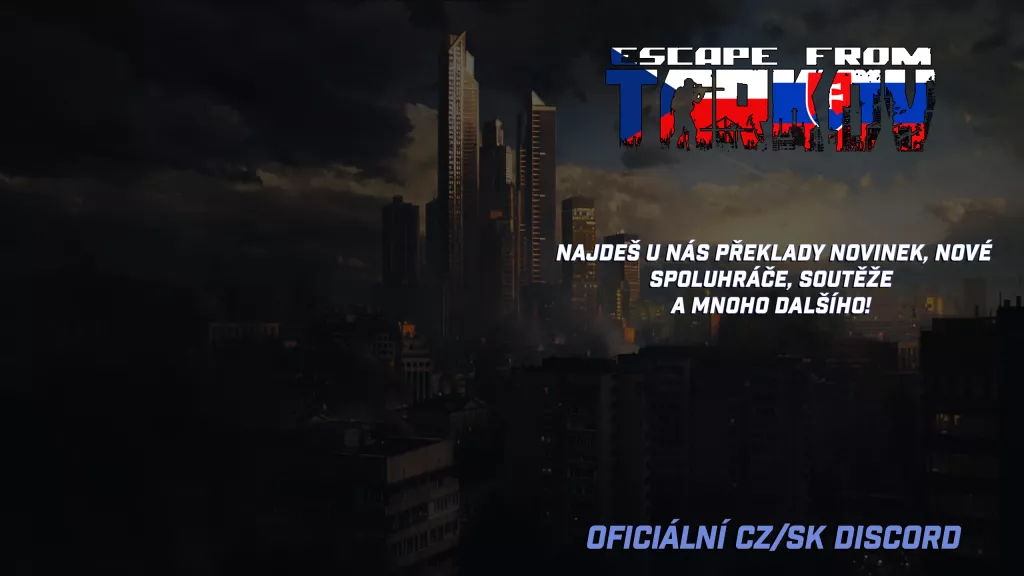 ESCAPE FROM
TARKOV
NAJDEŠ U NÁS PŘEKLADY NOVINEK, NOVÉ
SPOLUHRÁČE, SOUTĚŽE
A MNOHO DALŠÍHO!
OFICIÁLNÍ CZ/SK DISCORD